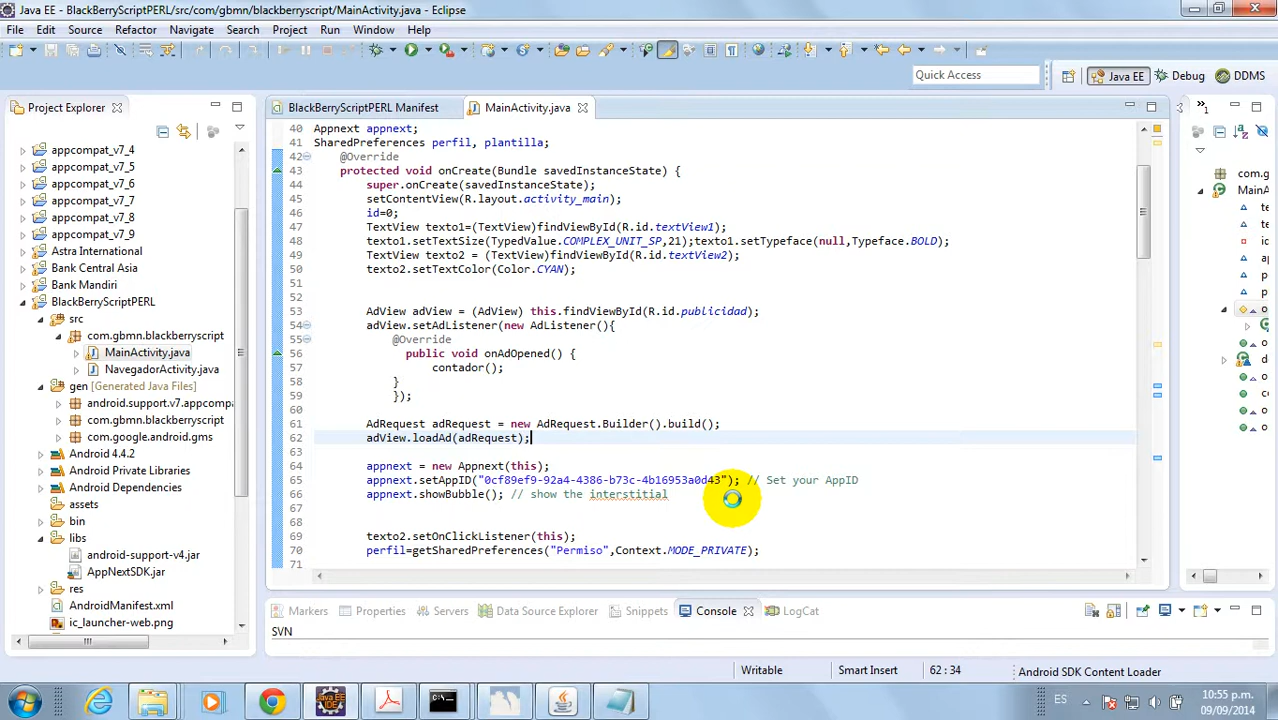 Java EE - BlackBerryScriptPERL/src/com/gbmn/blackberryscript/MainActivity.java - Eclipse
File Edit Source Refactor Navigate Search Project Run Window Help
Quick Access
Java EE Debug DDMS
Project Explorer
appcompat_v7_4
appcompat_v7_5
appcompat_v7_6
appcompat_v7_7
appcompat_v7_8
appcompat_v7_9
Astra International
Bank Central Asia
Bank Mandiri
BlackBerryScriptPERL
src
com.gbmn.blackberryscript
MainActivity.java
NavegadorActivity.java
gen [Generated Java Files]
android.support.v7.appcompa
com.gbmn.blackberryscript
com.google.android.gms
Android 4.4.2
Android Private Libraries
Android Dependencies
assets
bin
libs
android-support-v4.jar
AppNextSDK.jar
res
AndroidManifest.xml
ic_launcher-web.png
BlackBerryScriptPERL Manifest
MainActivity.java
40 Appnext appnext;
41 SharedPreferences perfil, plantilla;
42 @Override
43 protected void onCreate(Bundle savedInstanceState) {
44 super.onCreate(savedInstanceState);
45 setContentView(R.layout.activity_main);
46 id=0;
47 TextView texto1=(TextView)findViewById(R.id.textView1);
48 texto1.setTextSize(TypedValue.COMPLEX_UNIT_SP,21);texto1.setTypeface(null,Typeface.BOLD);
49 TextView texto2 = (TextView)findViewById(R.id.textView2);
50 texto2.setTextColor(Color.CYAN);
51
52
53 AdView adView = (AdView) this.findViewById(R.id.publicidad);
54 adView.setAdListener(new AdListener(){
55 @Override
56 public void onAdOpened() {
57 contador();
58 }
59 });
60
61 AdRequest adRequest = new AdRequest.Builder().build();
62 adView.loadAd(adRequest);
63
64 appnext = new Appnext(this);
65 appnext.setAppID("0cf89ef9-92a4-4386-b73c-4b16953a0d43"); // Set your AppID
66 appnext.showBubble(); // show the interstitial
67
68
69 texto2.setOnClickListener(this);
70 perfil=getSharedPreferences("Permiso",Context.MODE_PRIVATE);
71
com.g
MainA
te
te
id
te
a
p
p
o
d
o
o
o
o
Markers Properties Servers Data Source Explorer Snippets Console LogCat
SVN
Writable Smart Insert 62 : 34 Android SDK Content Loader
ES
10:55 p.m.
09/09/2014